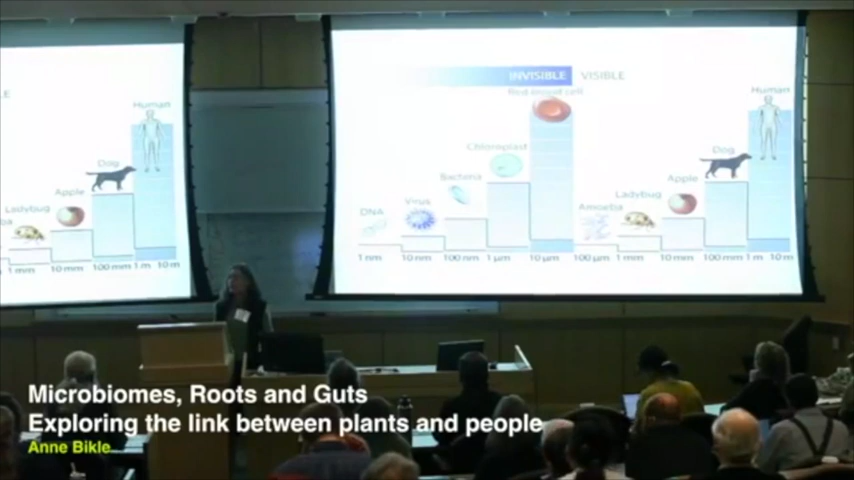 LE
Human
Dog
Apple
Ladybug
ba
1 mm 10 mm 100 mm 1 m 10 m
INVISIBLE VISIBLE
Red blood cell
Human
Chloroplast
Dog
Bacteria
Apple
Virus
Ladybug
DNA
Amoeba
1 nm 10 nm 100 nm 1 µm 10 µm 100 µm 1 mm 10 mm 100 mm 1 m 10 m
Microbiomes, Roots and Guts
Exploring the link between plants and people
Anne Bikle